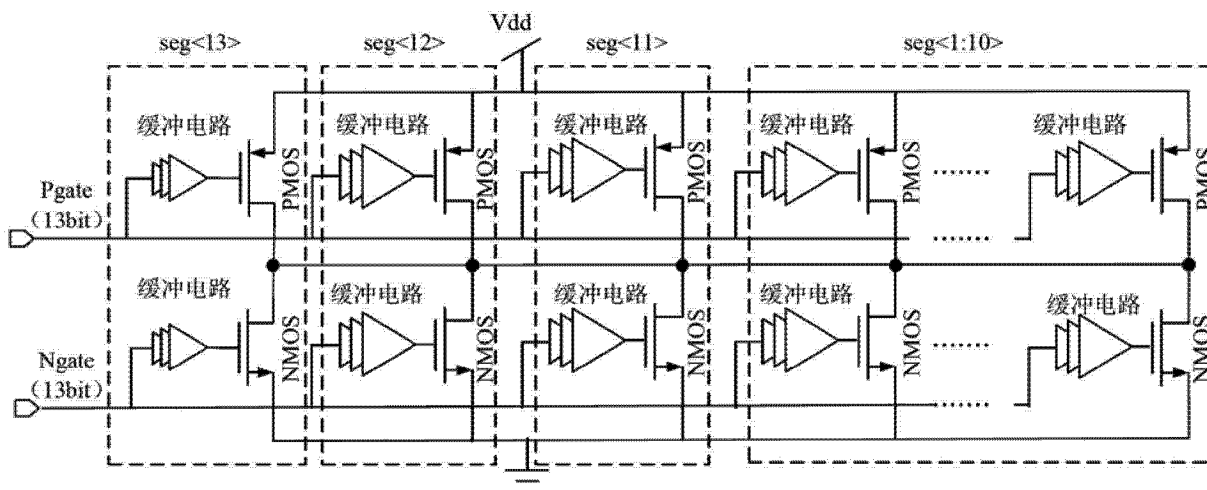 seg<13>
seg<12>
Vdd
seg<11>
seg<1:10>
缓冲电路
缓冲电路
缓冲电路
缓冲电路
缓冲电路
PMOS
PMOS
PMOS
PMOS
PMOS
Pgate
（13bit）
缓冲电路
缓冲电路
缓冲电路
缓冲电路
缓冲电路
NMOS
NMOS
NMOS
NMOS
NMOS
Ngate
（13bit）